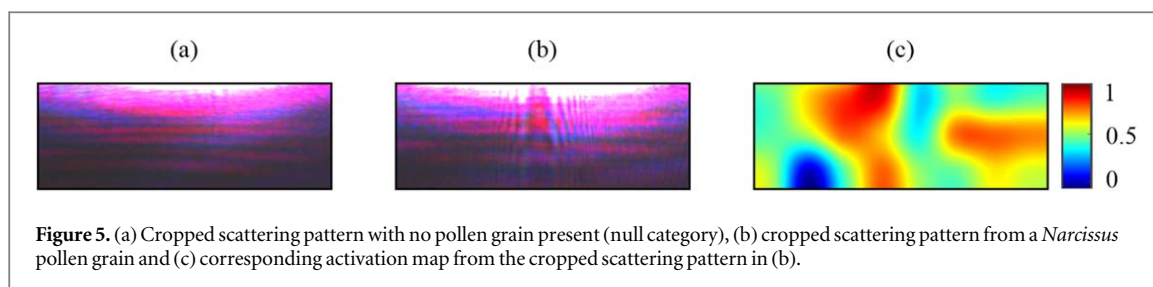 (a) (b) (c)
1
0.5
0
Figure 5. (a) Cropped scattering pattern with no pollen grain present (null category), (b) cropped scattering pattern from a Narcissus
pollen grain and (c) corresponding activation map from the cropped scattering pattern in (b).